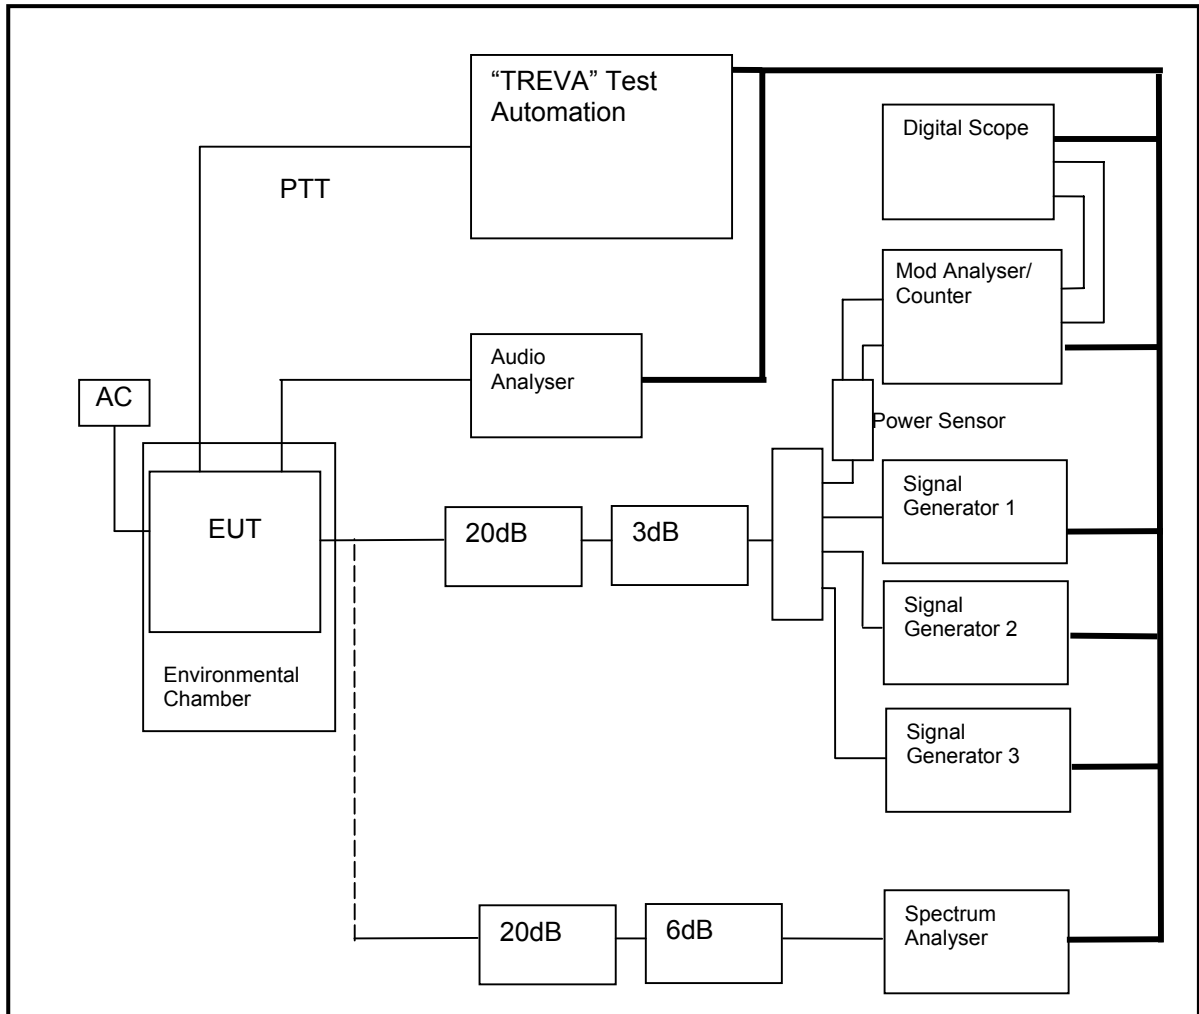 “TREVA” Test
Automation
Digital Scope
PTT
Mod Analyser/
Counter
Audio
Analyser
AC
Power Sensor
Signal
Generator 1
EUT
20dB
3dB
Signal
Generator 2
Environmental
Chamber
Signal
Generator 3
20dB
6dB
Spectrum
Analyser